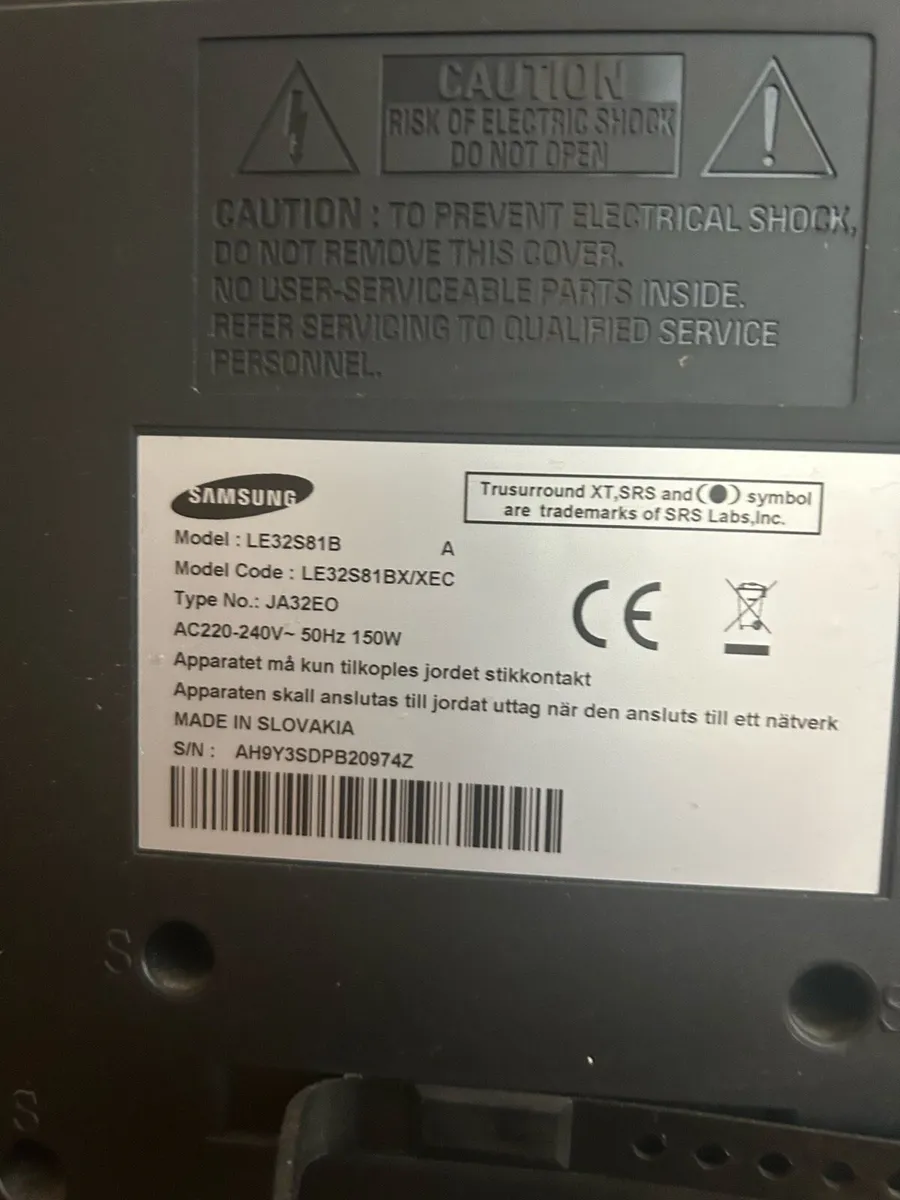 CAUTION
RISK OF ELECTRIC SHOCK
DO NOT OPEN
CAUTION : TO PREVENT ELECTRICAL SHOCK,
DO NOT REMOVE THIS COVER.
NO USER-SERVICEABLE PARTS INSIDE.
REFER SERVICING TO QUALIFIED SERVICE
PERSONNEL.
SAMSUNG
Trusurround XT,SRS and (●) symbol
are trademarks of SRS Labs,Inc.
Model : LE32S81B A
Model Code : LE32S81BX/XEC
Type No.: JA32EO
AC220-240V~ 50Hz 150W
CE
Apparatet må kun tilkoples jordet stikkontakt
Apparaten skall anslutas till jordat uttag när den ansluts till ett nätverk
MADE IN SLOVAKIA
S/N : AH9Y3SDPB20974Z
S
S
S